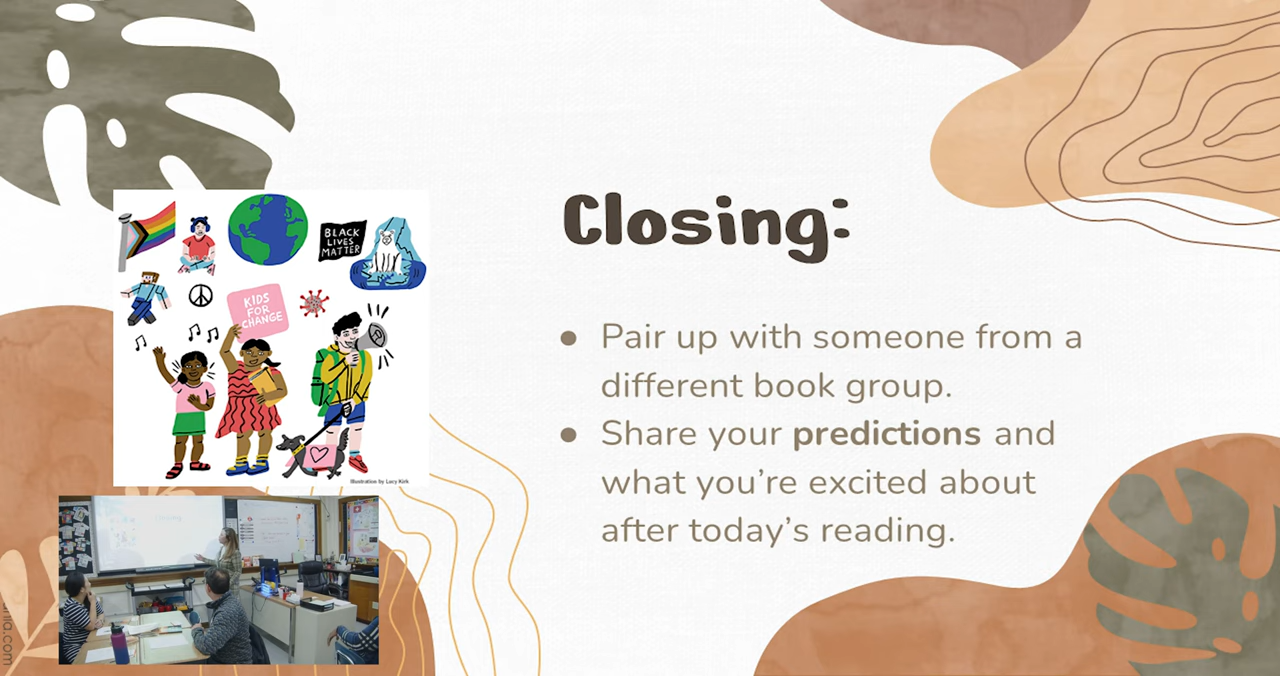 BLACK
LIVES
MATTER
KIDS
FOR
CHANGE
Illustration by Lucy Kirk
Closing:
● Pair up with someone from a
different book group.
● Share your predictions and
what you’re excited about
after today’s reading.